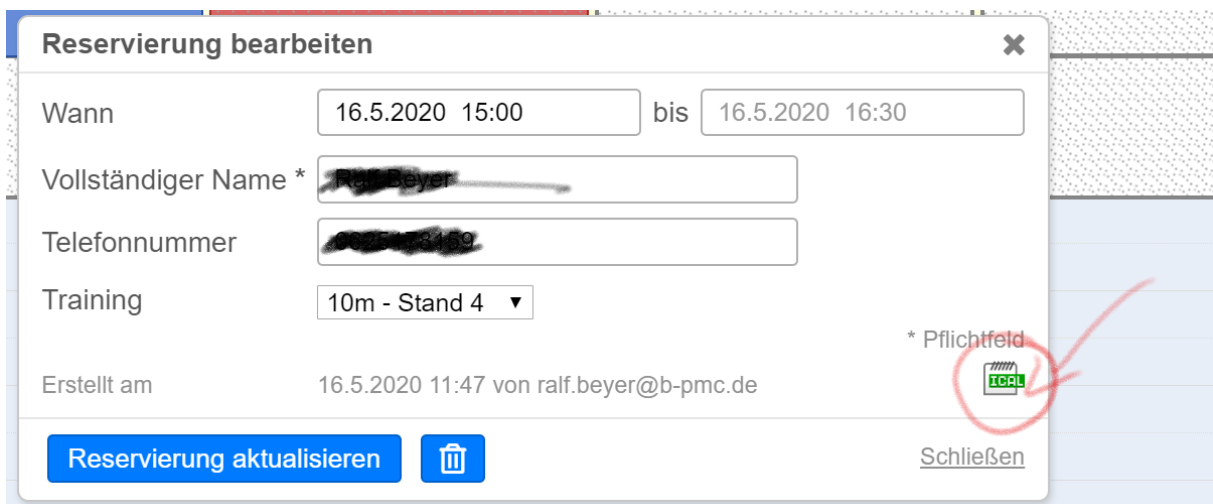 Reservierung bearbeiten ✖
Wann 16.5.2020 15:00 bis 16.5.2020 16:30
Vollständiger Name *
Telefonnummer
Training 10m - Stand 4 ▼
* Pflichtfeld
ICAL
Erstellt am 16.5.2020 11:47 von ralf.beyer@b-pmc.de
Reservierung aktualisieren Schließen